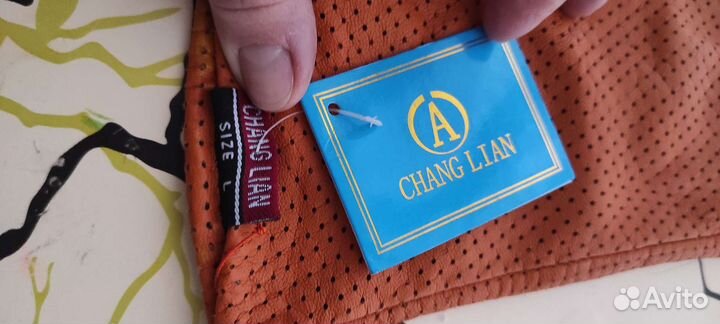 CHANG LIAN
SIZE L
A
CHANG LIAN
Avito